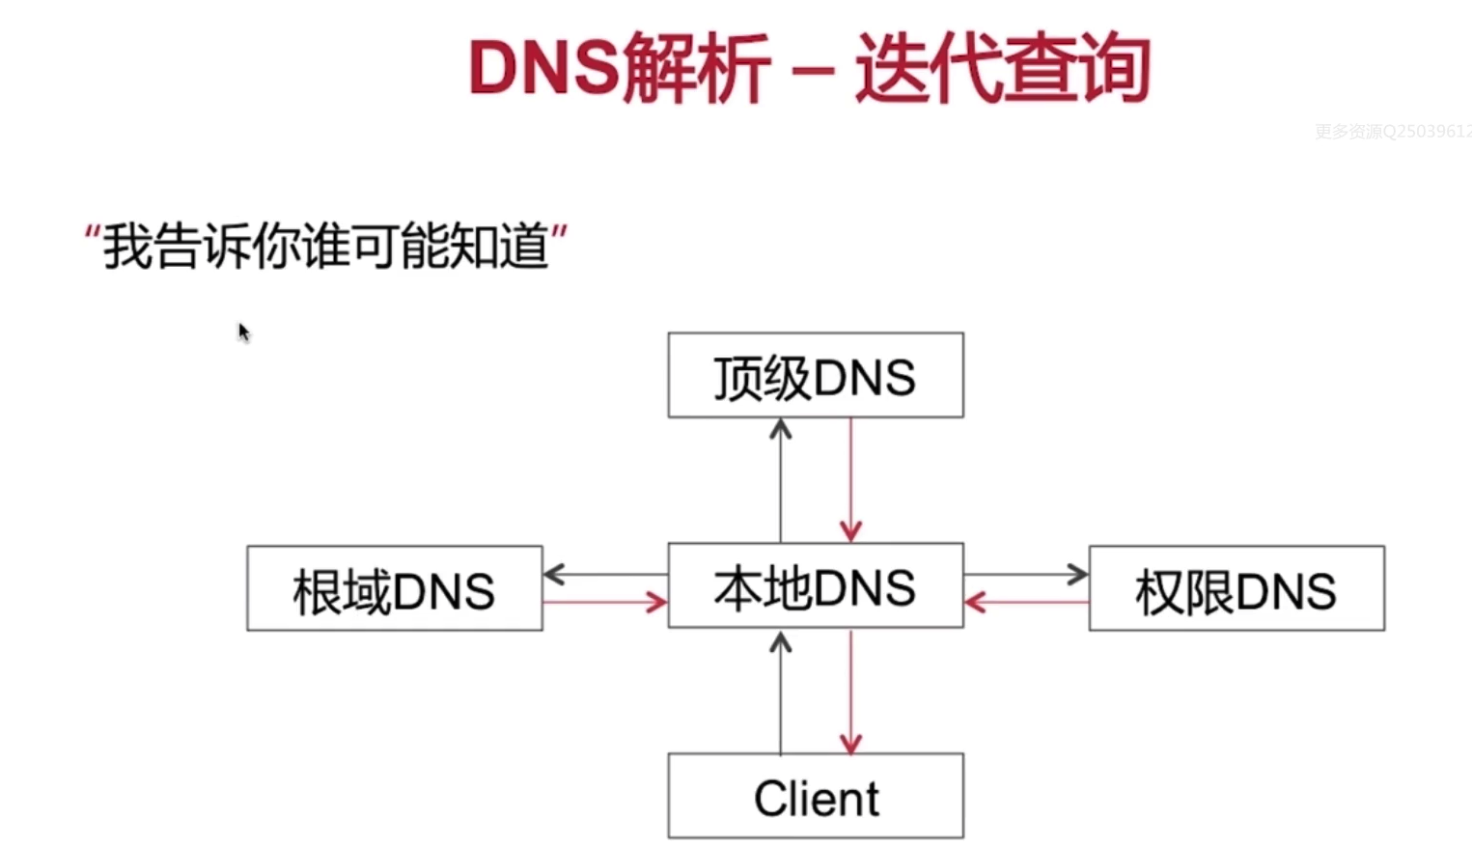 DNS解析 – 迭代查询
更多资源Q25039612
“我告诉你谁可能知道”
顶级DNS
根域DNS
本地DNS
权限DNS
Client